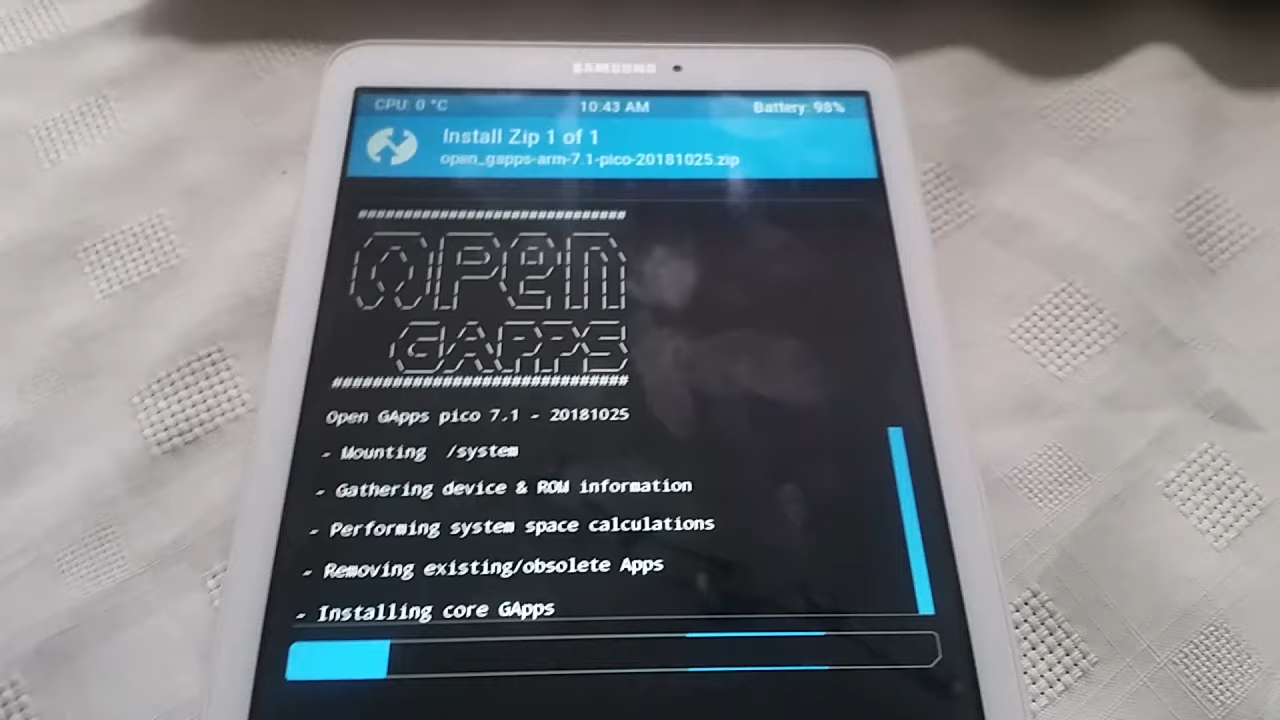 SAMSUNG
CPU: 0 °C 10:43 AM Battery: 98%
Install Zip 1 of 1
open_gapps-arm-7.1-pico-20181025.zip
##############################
OPEN
GAPPS
##############################
Open GApps pico 7.1 - 20181025
- Mounting /system
- Gathering device & ROM information
- Performing system space calculations
- Removing existing/obsolete Apps
- Installing core GApps